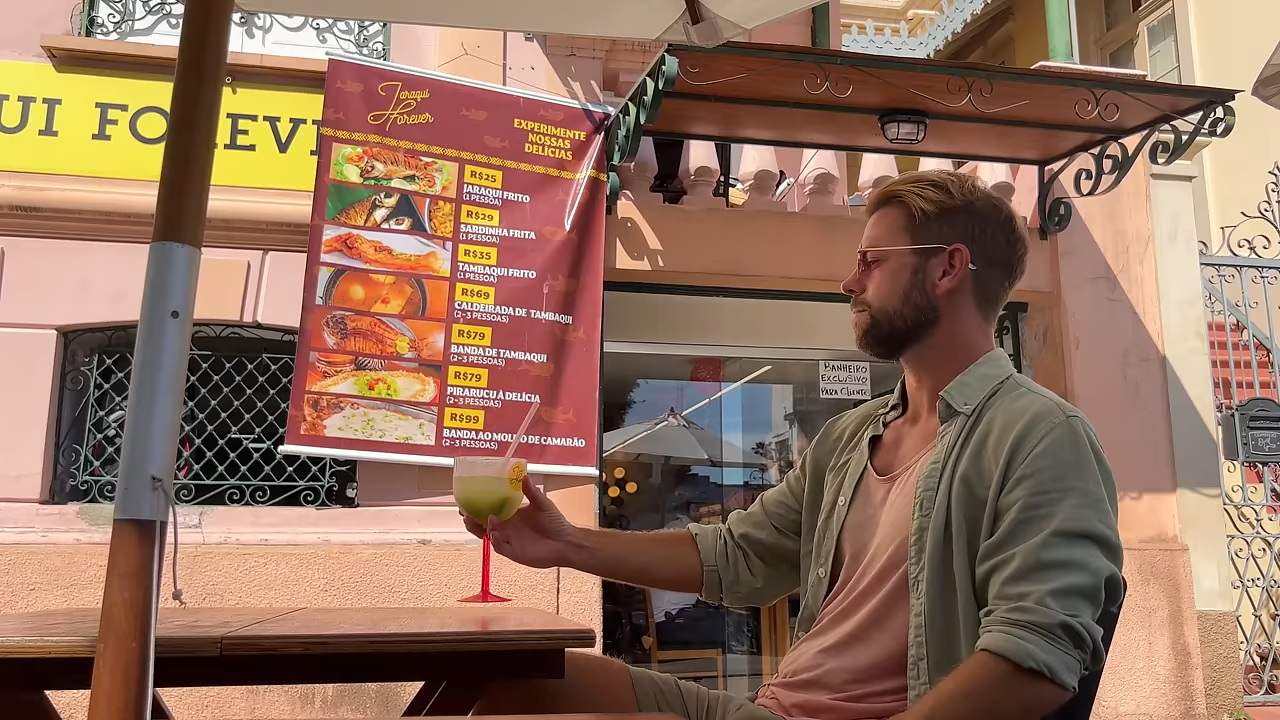 UI FOREVE
Jaraqui
Forever
EXPERIMENTE
NOSSAS
DELÍCIAS
R$25
JARAQUI FRITO
(1 PESSOA)
R$29
SARDINHA FRITA
(1 PESSOA)
R$35
TAMBAQUI FRITO
(1 PESSOA)
R$69
CALDEIRADA DE TAMBAQUI
(2-3 PESSOAS)
R$79
BANDA DE TAMBAQUI
(2-3 PESSOAS)
R$79
PIRARUCU À DELÍCIA
(2-3 PESSOAS)
R$99
BANDA AO MOLHO DE CAMARÃO
(2-3 PESSOAS)
BANHEIRO
EXCLUSIVO
PARA CLIENTE